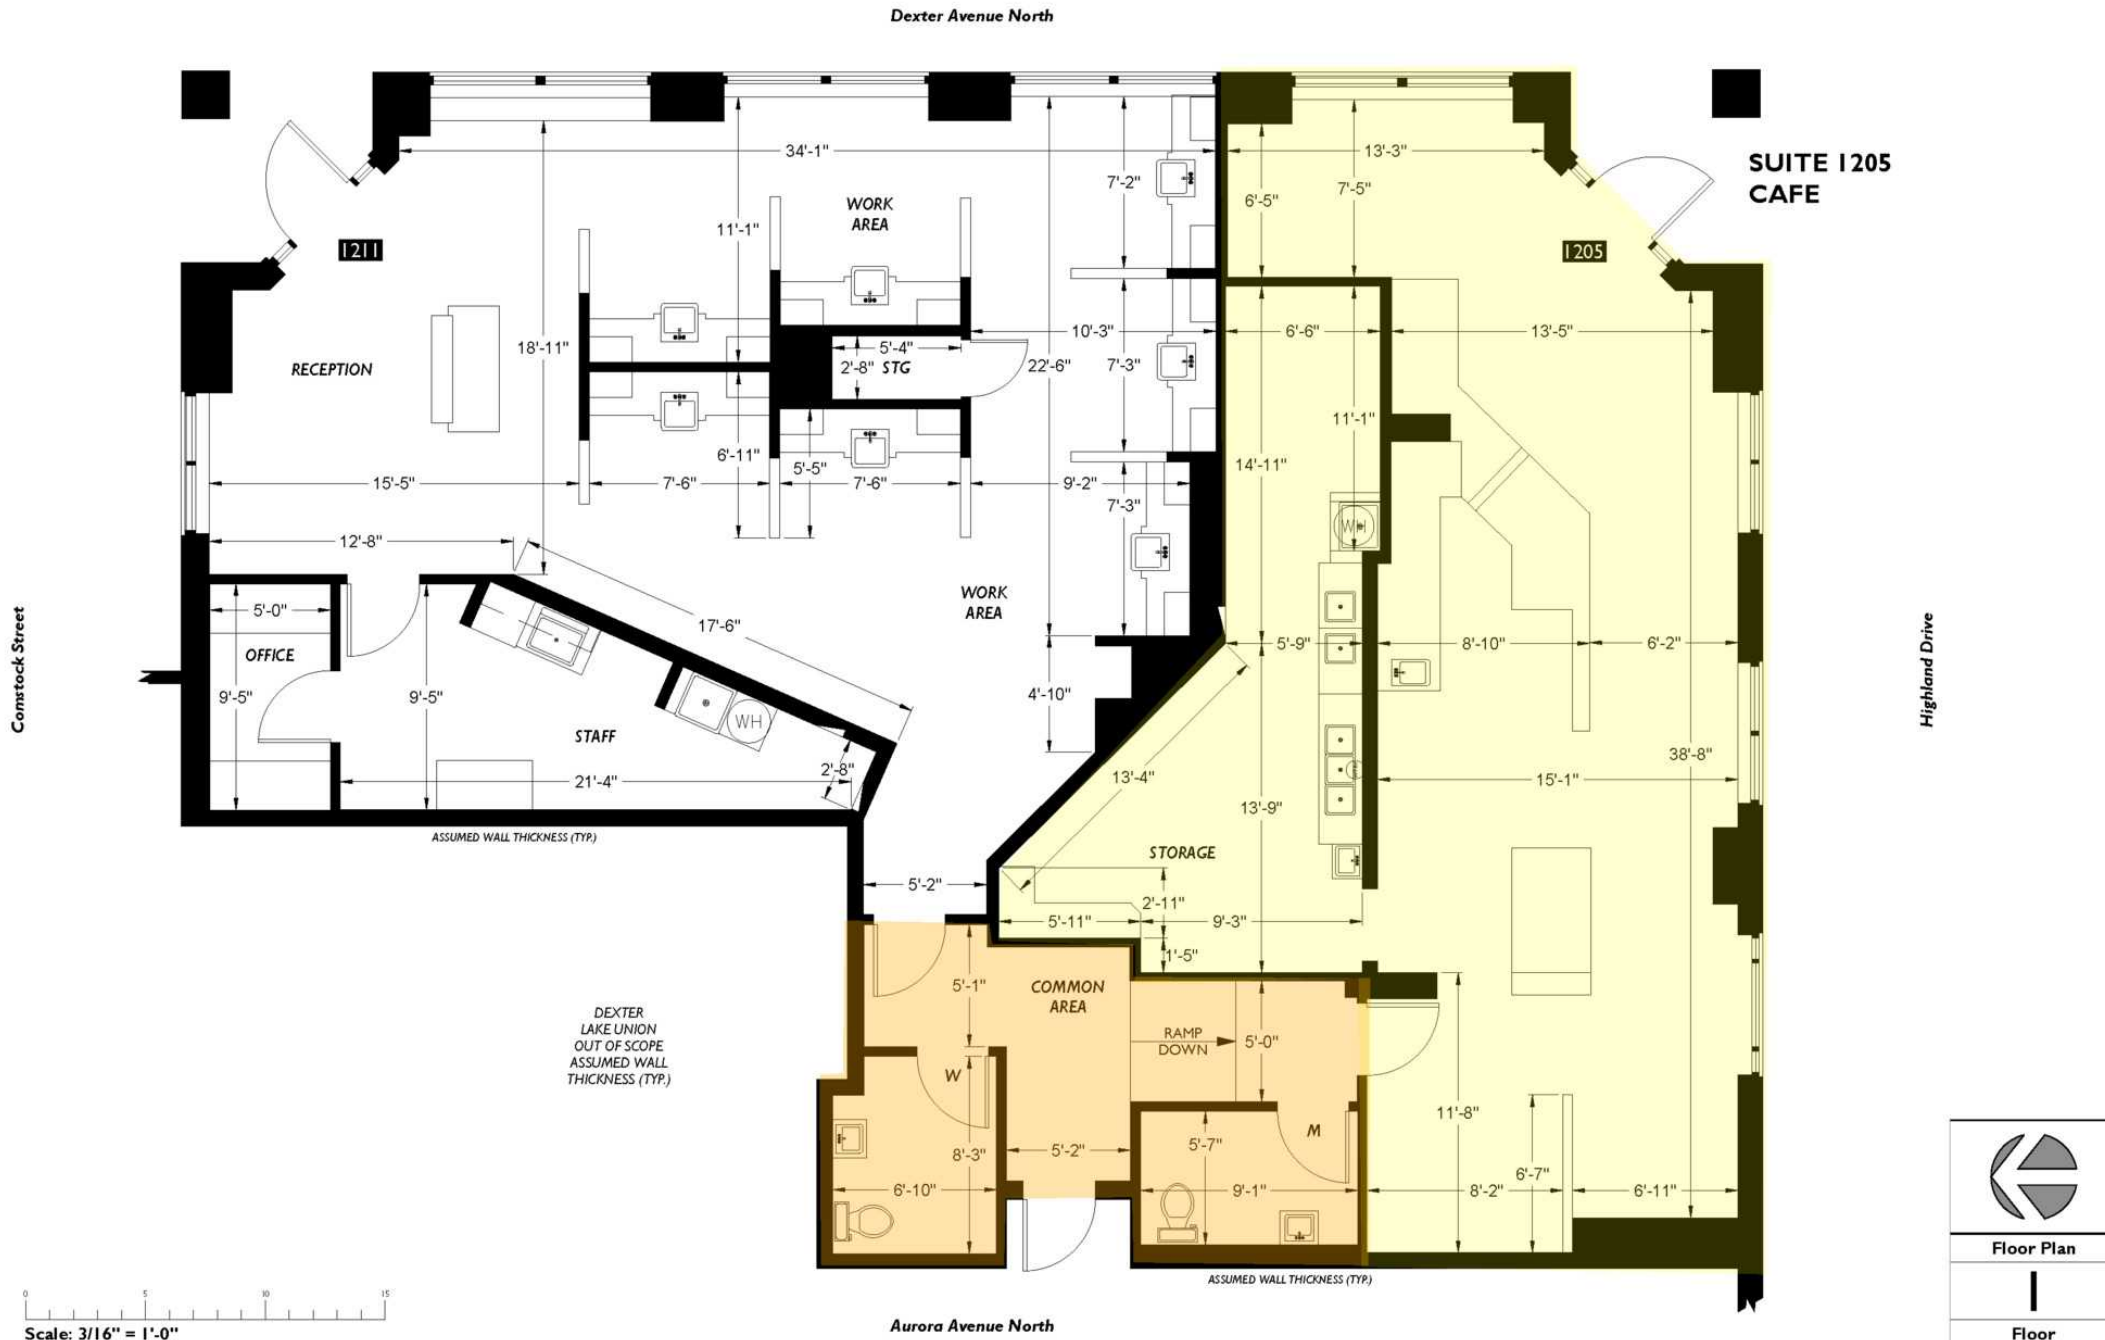 Dexter Avenue North
SUITE 1205
CAFE
34'-1"
13'-3"
7'-2"
7'-5"
6'-5"
WORK
AREA
11'-1"
1211
1205
10'-3"
6'-6"
13'-5"
18'-11"
5'-4"
2'-8"
STG
22'-6"
7'-3"
RECEPTION
11'-1"
6'-11"
5'-5"
14'-11"
15'-5"
7'-6"
7'-6"
9'-2"
7'-3"
WH
12'-8"
WORK
AREA
5'-0"
17'-6"
OFFICE
5'-9"
8'-10"
6'-2"
Comstock Street
Highland Drive
9'-5"
9'-5"
4'-10"
WH
STAFF
2'-8"
21'-4"
13'-4"
13'-9"
15'-1"
38'-8"
ASSUMED WALL THICKNESS (TYP.)
STORAGE
5'-2"
2'-11"
5'-11"
9'-3"
1'-5"
5'-1"
COMMON
AREA
DEXTER
LAKE UNION
OUT OF SCOPE
ASSUMED WALL
THICKNESS (TYP.)
RAMP
DOWN
5'-0"
W
11'-8"
M
5'-7"
8'-3"
5'-2"
6'-7"
6'-10"
9'-1"
8'-2"
6'-11"
ASSUMED WALL THICKNESS (TYP.)
0 5 10 15
Scale: 3/16" = 1'-0"
Aurora Avenue North
Floor Plan
1
Floor